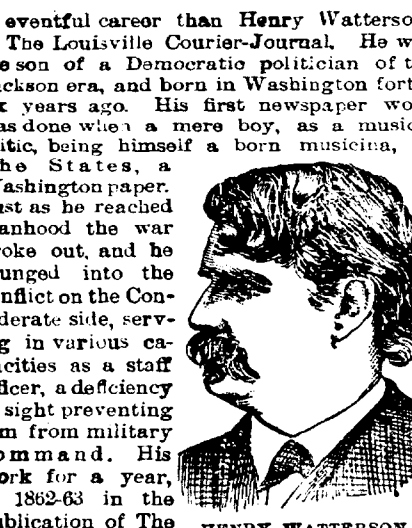 eventful career than Henry Watterso
The Louisville Courier-Journal. He w
e son of a Democratic politician of t
ckson era, and born in Washington fort
x years ago. His first newspaper wo
as done when a mere boy, as a music
itic, being himself a born musicina,
he States, a
Washington paper.
ust as he reached
anhood the war
roke out, and he
unged into the
nflict on the Con-
derate side, serv-
g in various ca-
acities as a staff
ficer, a deficiency
sight preventing
m from military
ommand. His
ork for a year,
1862-63 in the
ublication of The
HENRY WATTERSON